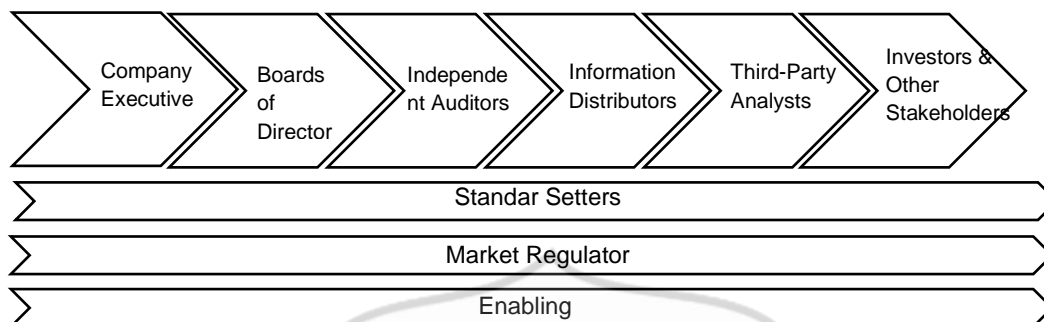 Company
Executive
Boards
of
Director
Independe
nt Auditors
Information
Distributors
Third-Party
Analysts
Investors &
Other
Stakeholders
Standar Setters
Market Regulator
Enabling